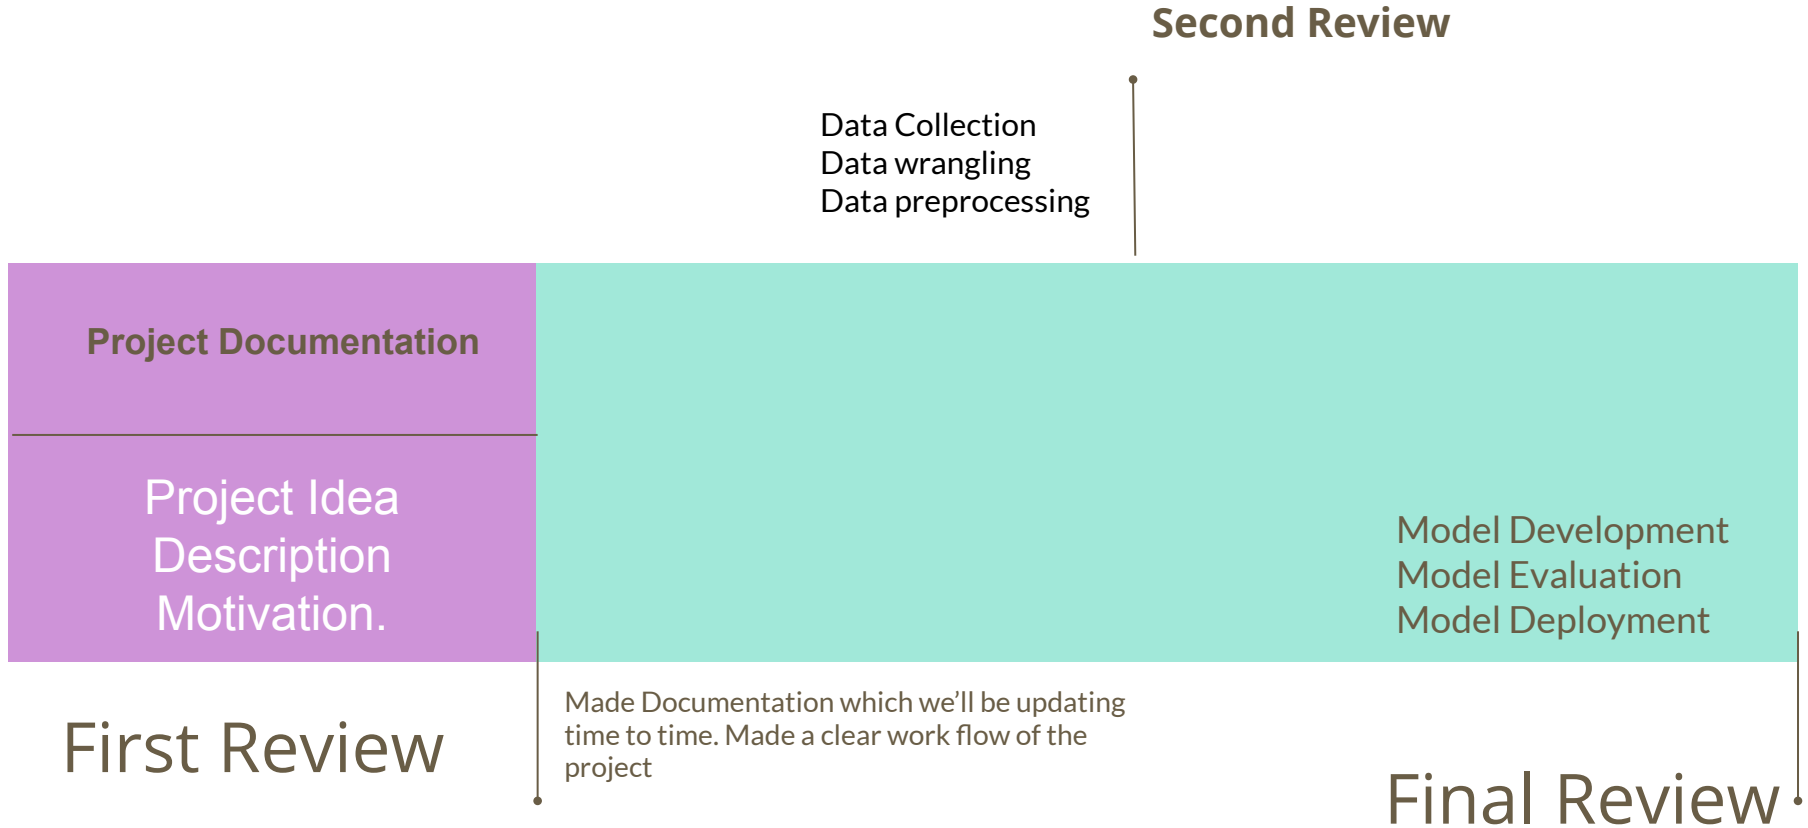 Second Review
Data Collection
Data wrangling
Data preprocessing
Project Documentation
Project Idea
Description
Motivation.
Model Development
Model Evaluation
Model Deployment
First Review
Made Documentation which we’ll be updating
time to time. Made a clear work flow of the
project
Final Review